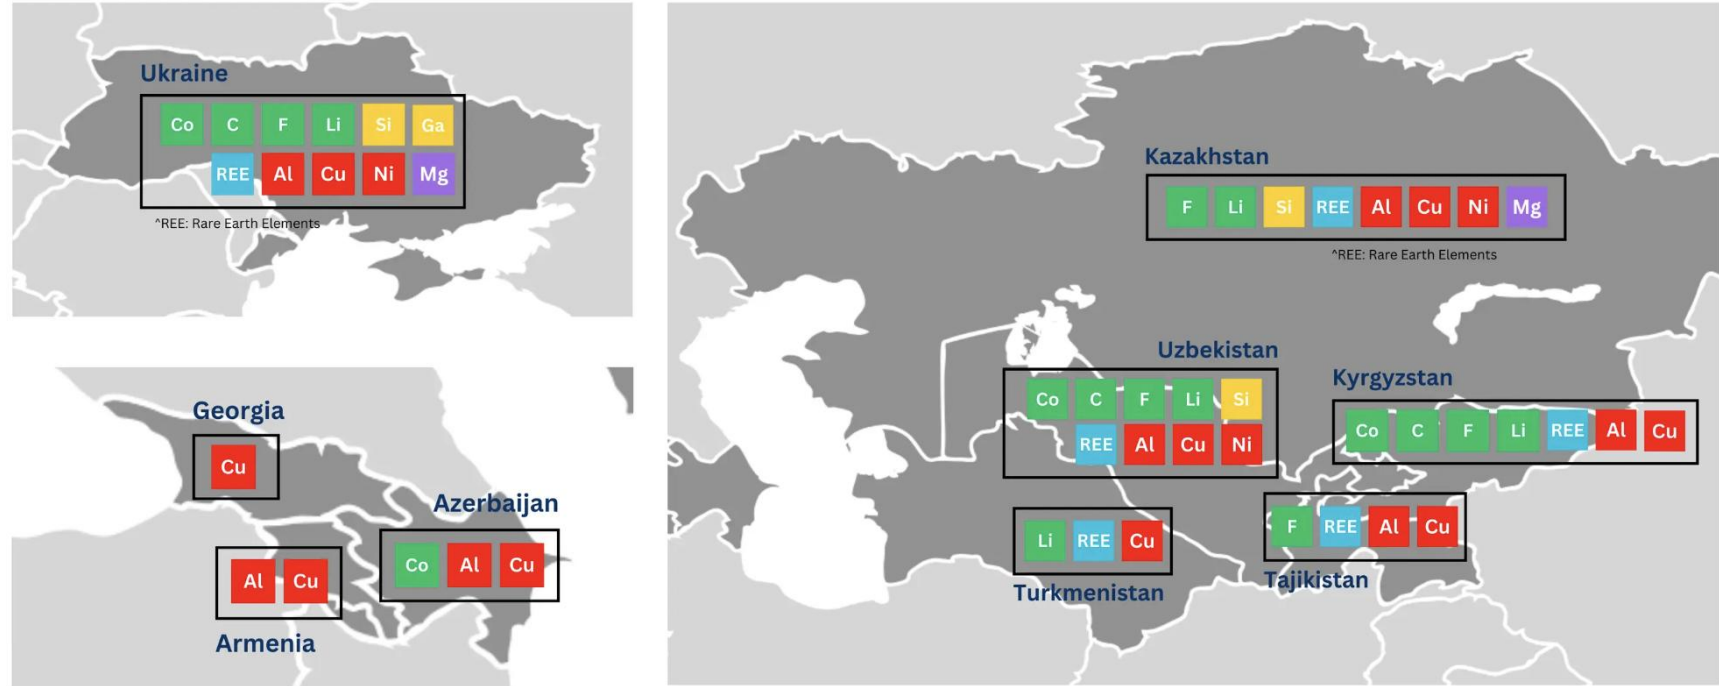 Ukraine
Co C F Li Si Ga
REE Al Cu Ni Mg
^REE: Rare Earth Elements
Georgia
Cu
Azerbaijan
Co Al Cu
Al Cu
Armenia
Kazakhstan
F Li Si REE Al Cu Ni Mg
^REE: Rare Earth Elements
Uzbekistan
Co C F Li Si
REE Al Cu Ni
Kyrgyzstan
Co C F Li REE Al Cu
Li REE Cu
Turkmenistan
F REE Al Cu
Tajikistan